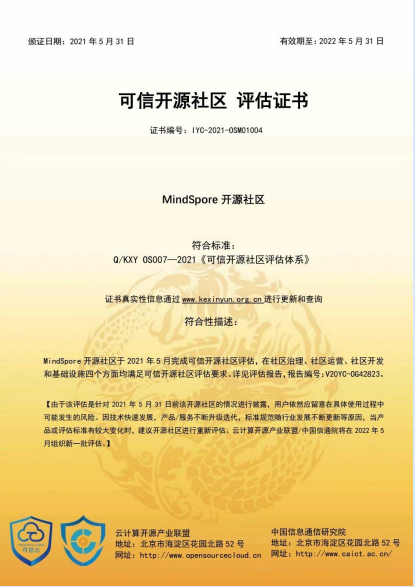 颁证日期：2021 年 5 月 31 日
有效期至：2022 年 5 月 31 日
可信开源社区 评估证书
证书编号：IYC-2021-OSM01004
MindSpore 开源社区
符合标准：
Q/KXY OS007—2021《可信开源社区评估体系》
证书真实性信息通过 www.kexinyun.org.cn 进行更新和查询
符合性描述：
MindSpore 开源社区于 2021 年 5 月完成可信开源社区评估，在社区治理、社区运营、社区开发
和基础设施四个方面均满足可信开源社区评估要求。详见评估报告，报告编号：V20YC-0G42823。
【由于该评估是针对 2021 年 5 月 31 日前该开源社区的情况进行披露，用户依然应留意在具体使用过程中
可能发生的风险。因技术快速发展，产品/服务不断升级迭代，标准规范随行业发展不断更新等原因，当产
品或评估标准有较大变化时，建议开源社区进行重新评估。云计算开源产业联盟/中国信通院将在 2022 年 5
月组织新一批评估。】
可信云
云计算开源产业联盟
地址：北京市海淀区花园北路 52 号
网址：http://www.opensourcecloud.cn
中国信息通信研究院
地址：北京市海淀区花园北路 52 号
网址：http://www.caict.ac.cn/